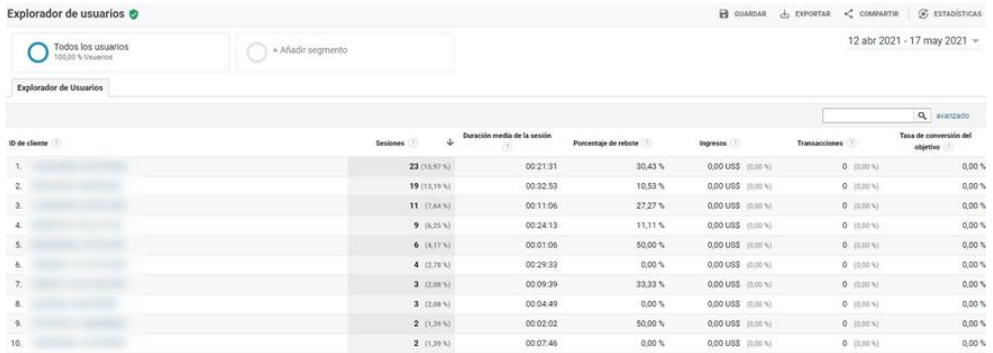 Explorador de usuarios
GUARDAR EXPORTAR COMPARTIR ESTADÍSTICAS
Todos los usuarios
100,00 % Usuarios
+ Añadir segmento
12 abr 2021 - 17 may 2021
Explorador de Usuarios
avanzado
ID de cliente ? Sesiones ? Duración media de la sesión ? Porcentaje de rebote ? Ingresos ? Transacciones ? Tasa de conversión del objetivo ?
1. 23 (15,97 %) 00:21:31 30,43 % 0,00 US$ (0,00 %) 0 (0,00 %) 0,00 %
2. 19 (13,19 %) 00:32:53 10,53 % 0,00 US$ (0,00 %) 0 (0,00 %) 0,00 %
3. 11 (7,64 %) 00:11:06 27,27 % 0,00 US$ (0,00 %) 0 (0,00 %) 0,00 %
4. 9 (6,25 %) 00:24:13 11,11 % 0,00 US$ (0,00 %) 0 (0,00 %) 0,00 %
5. 6 (4,17 %) 00:01:06 50,00 % 0,00 US$ (0,00 %) 0 (0,00 %) 0,00 %
6. 4 (2,78 %) 00:29:33 0,00 % 0,00 US$ (0,00 %) 0 (0,00 %) 0,00 %
7. 3 (2,08 %) 00:09:39 33,33 % 0,00 US$ (0,00 %) 0 (0,00 %) 0,00 %
8. 3 (2,08 %) 00:04:49 0,00 % 0,00 US$ (0,00 %) 0 (0,00 %) 0,00 %
9. 2 (1,39 %) 00:02:02 50,00 % 0,00 US$ (0,00 %) 0 (0,00 %) 0,00 %
10. 2 (1,39 %) 00:07:46 0,00 % 0,00 US$ (0,00 %) 0 (0,00 %) 0,00 %